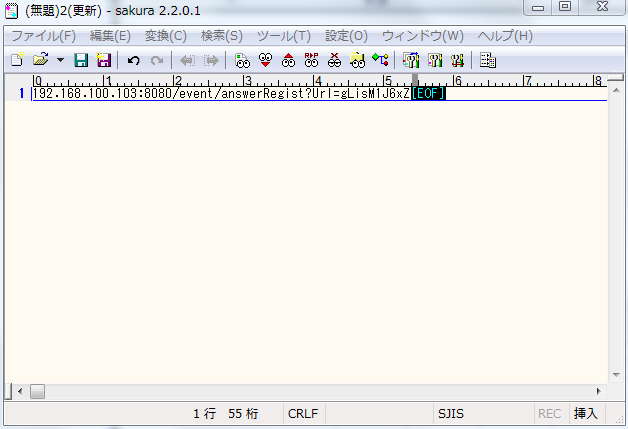 (無題)2(更新) - sakura 2.2.0.1
ファイル(F) 編集(E) 変換(C) 検索(S) ツール(T) 設定(O) ウィンドウ(W) ヘルプ(H)
0 1 2 3 4 5 6 7 8
1 192.168.100.103:8080/event/answerRegist?Url=gLisM1J6xZ[EOF]
1 行 55 桁 CRLF SJIS REC 挿入